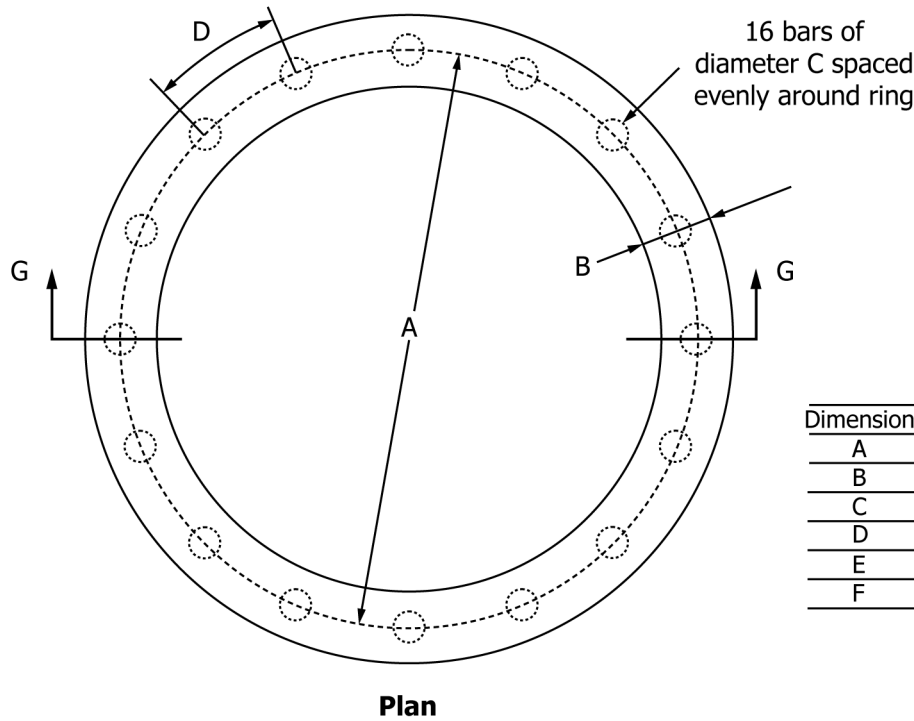 D
16 bars of
diameter C spaced
evenly around ring
B
G
G
A
Dimension
A
B
C
D
E
F
Plan